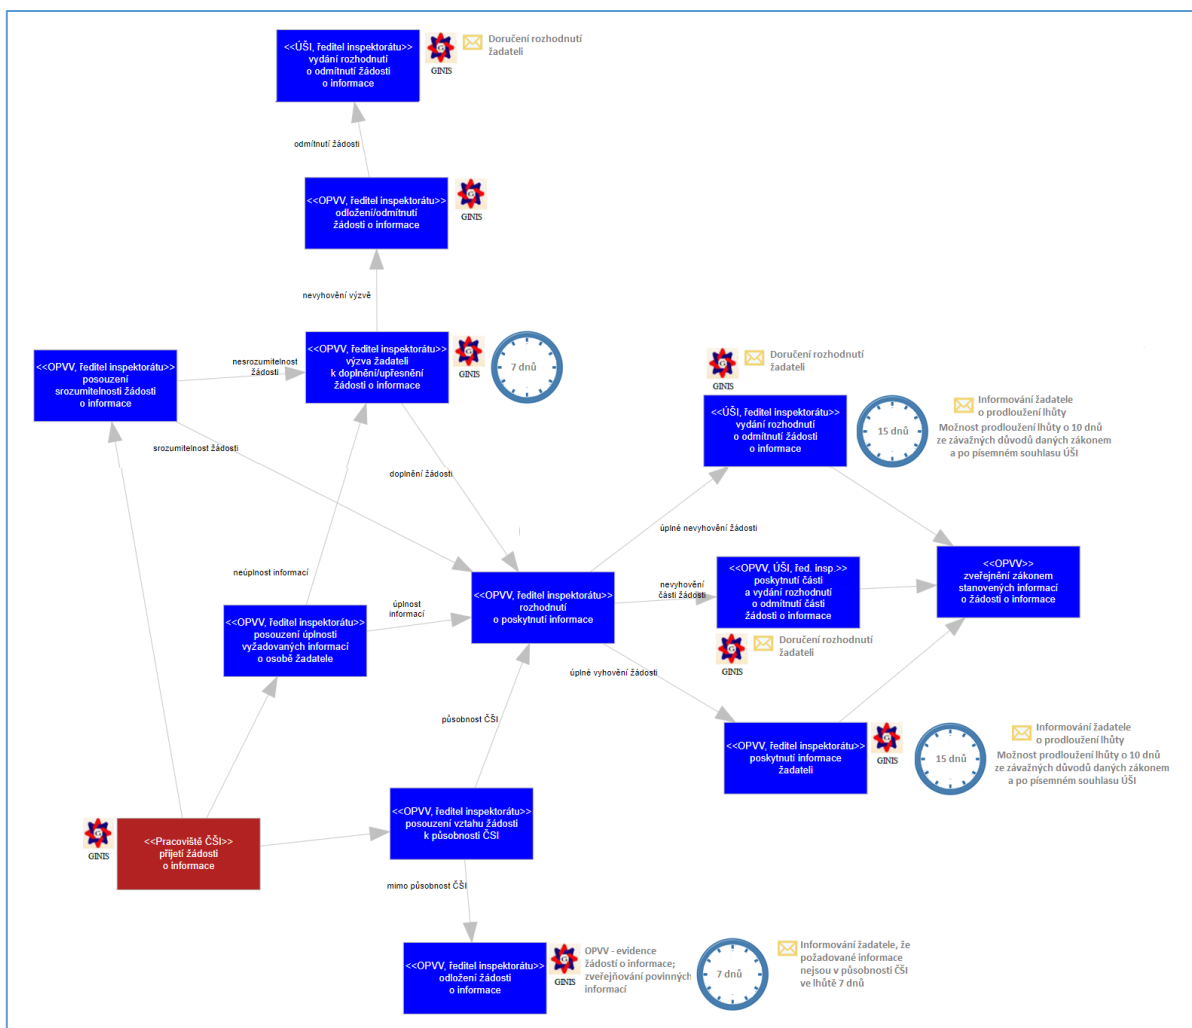 <<ÚŠI, ředitel inspektorátu>>
vydání rozhodnutí
o odmítnutí žádosti
o informace
G
GINIS
Doručení rozhodnutí
žadateli
odmítnutí žádosti
<<OPVV, ředitel inspektorátu>>
odložení/odmítnutí
žádosti o informace
G
GINIS
nevyhovění výzvě
<<OPVV, ředitel inspektorátu>>
posouzení
srozumitelnosti žádosti
o informace
nesrozumitelnost
žádosti
<<OPVV, ředitel inspektorátu>>
výzva žadateli
k doplnění/upřesnění
žádosti o informace
G
GINIS
7 dnů
G
GINIS
Doručení rozhodnutí
žadateli
<<ÚŠI, ředitel inspektorátu>>
vydání rozhodnutí
o odmítnutí žádosti
o informace
15 dnů
Informování žadatele
o prodloužení lhůty
Možnost prodloužení lhůty o 10 dnů
ze závažných důvodů daných zákonem
a po písemném souhlasu ÚŠI
srozumitelnost žádosti
doplnění žádosti
úplné nevyhovění žádosti
neúplnost informací
<<OPVV, ředitel inspektorátu>>
posouzení úplnosti
vyžadovaných informací
o osobě žadatele
úplnost
informací
<<OPVV, ředitel inspektorátu>>
rozhodnutí
o poskytnutí informace
nevyhovění
části žádosti
<<OPVV, ÚŠI, řed. insp.>>
poskytnutí části
a vydání rozhodnutí
o odmítnutí části
žádosti o informace
<<OPVV>>
zveřejnění zákonem
stanovených informací
o žádosti o informace
G
GINIS
Doručení rozhodnutí
žadateli
úplné vyhovění žádosti
působnost ČŠI
<<OPVV, ředitel inspektorátu>>
poskytnutí informace
žadateli
G
GINIS
15 dnů
Informování žadatele
o prodloužení lhůty
Možnost prodloužení lhůty o 10 dnů
ze závažných důvodů daných zákonem
a po písemném souhlasu ÚŠI
G
GINIS
<<Pracoviště ČŠI>>
přijetí žádosti
o informace
<<OPVV, ředitel inspektorátu>>
posouzení vztahu žádosti
k působnosti ČSI
mimo působnost ČŠI
<<OPVV, ředitel inspektorátu>>
odložení žádosti
o informace
G
GINIS
OPVV - evidence
žádostí o informace;
zveřejňování povinných
informací
7 dnů
Informování žadatele, že
požadované informace
nejsou v působnosti ČŠI
ve lhůtě 7 dnů